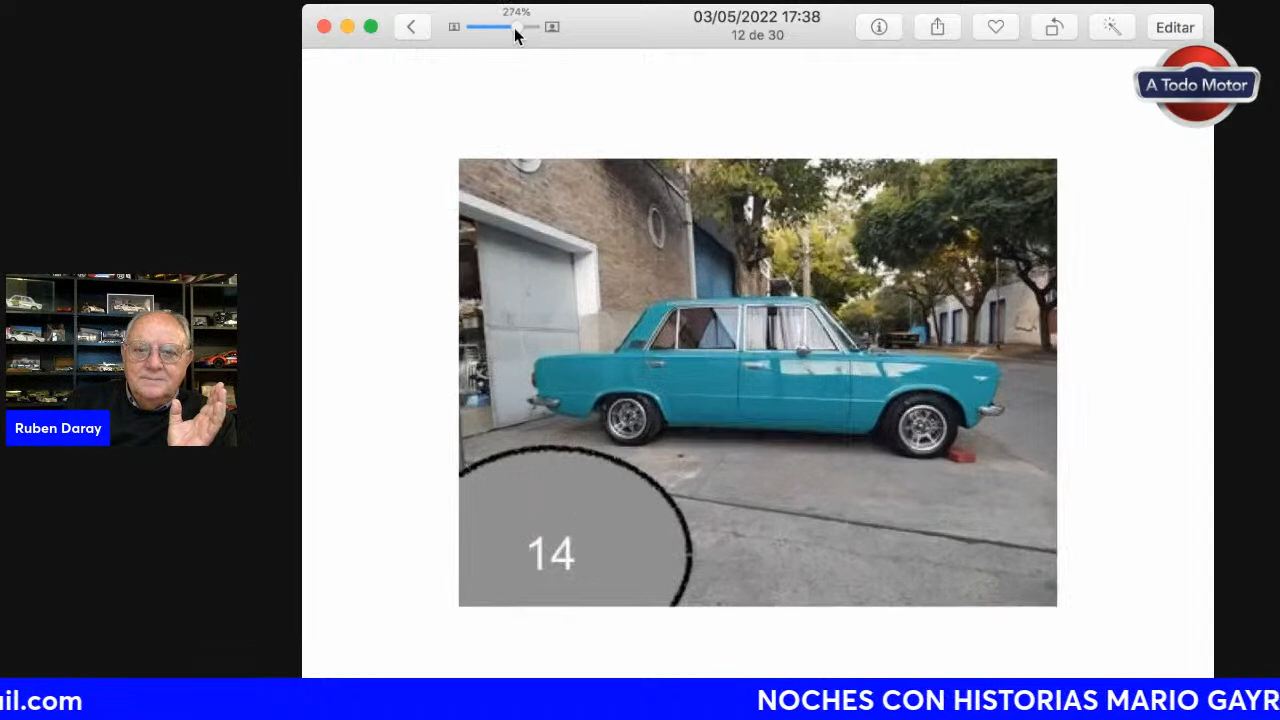 274%
03/05/2022 17:38
12 de 30
Editar
A Todo Motor
Ruben Daray
14
il.com
NOCHES CON HISTORIAS MARIO GAYR